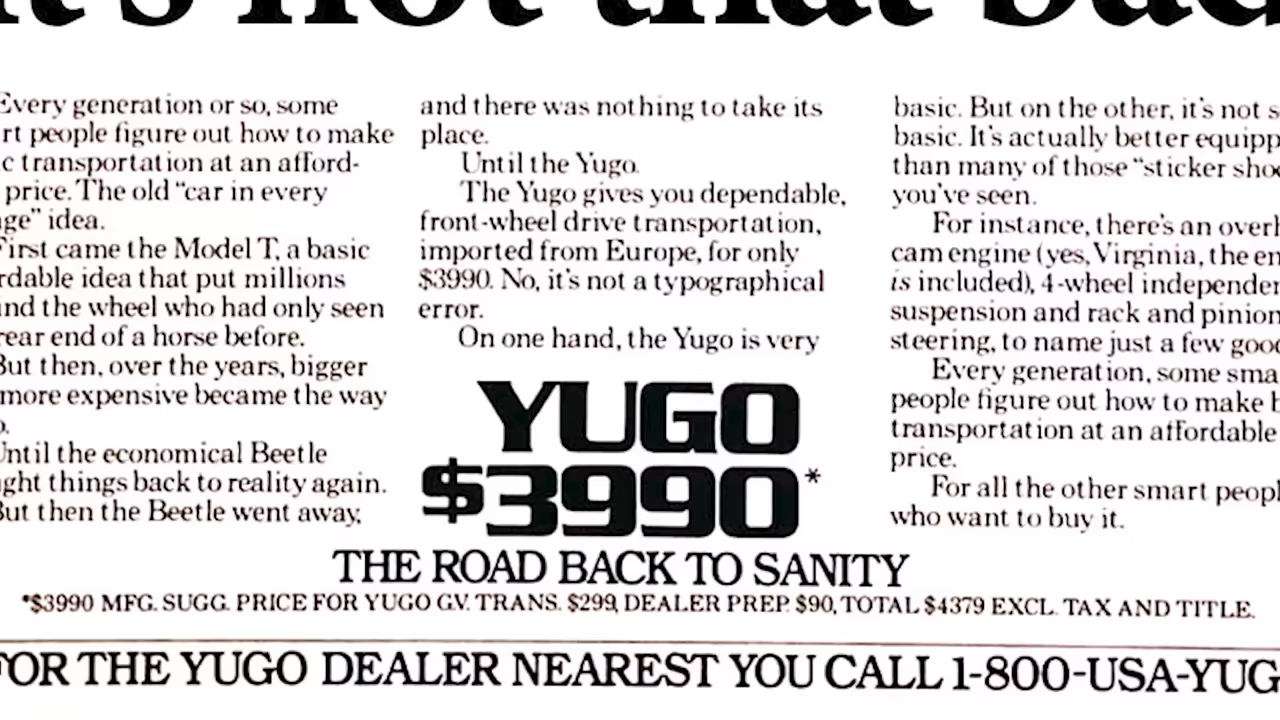 it's not that bad
Every generation or so, some
rt people figure out how to make
c transportation at an afford-
price. The old “car in every
ge” idea.
First came the Model T, a basic
rdable idea that put millions
ind the wheel who had only seen
rear end of a horse before.
But then, over the years, bigger
more expensive became the way
o.
Until the economical Beetle
ght things back to reality again.
But then the Beetle went away,
and there was nothing to take its
place.
Until the Yugo.
The Yugo gives you dependable,
front-wheel drive transportation,
imported from Europe, for only
$3990. No, it's not a typographical
error.
On one hand, the Yugo is very
basic. But on the other, it's not s
basic. It's actually better equipp
than many of those “sticker sho
you've seen.
For instance, there's an overh
cam engine (yes, Virginia, the en
is included), 4-wheel independen
suspension and rack and pinion
steering, to name just a few good
Every generation, some sma
people figure out how to make b
transportation at an affordable
price.
For all the other smart peopl
who want to buy it.
YUGO
$3990*
THE ROAD BACK TO SANITY
*$3990 MFG. SUGG. PRICE FOR YUGO GV. TRANS. $299, DEALER PREP. $90, TOTAL $4379 EXCL. TAX AND TITLE.
FOR THE YUGO DEALER NEAREST YOU CALL 1-800-USA-YUG